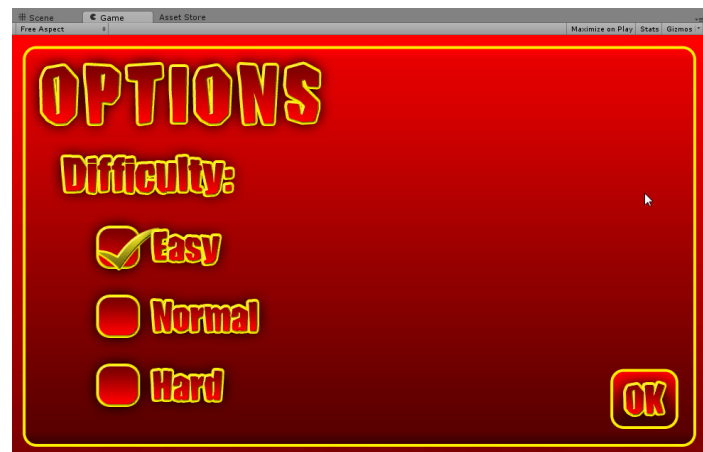 Scene Game Asset Store
Free Aspect Maximize on Play Stats Gizmos
OPTIONS
Difficulty:
Easy
Normal
Hard
OK